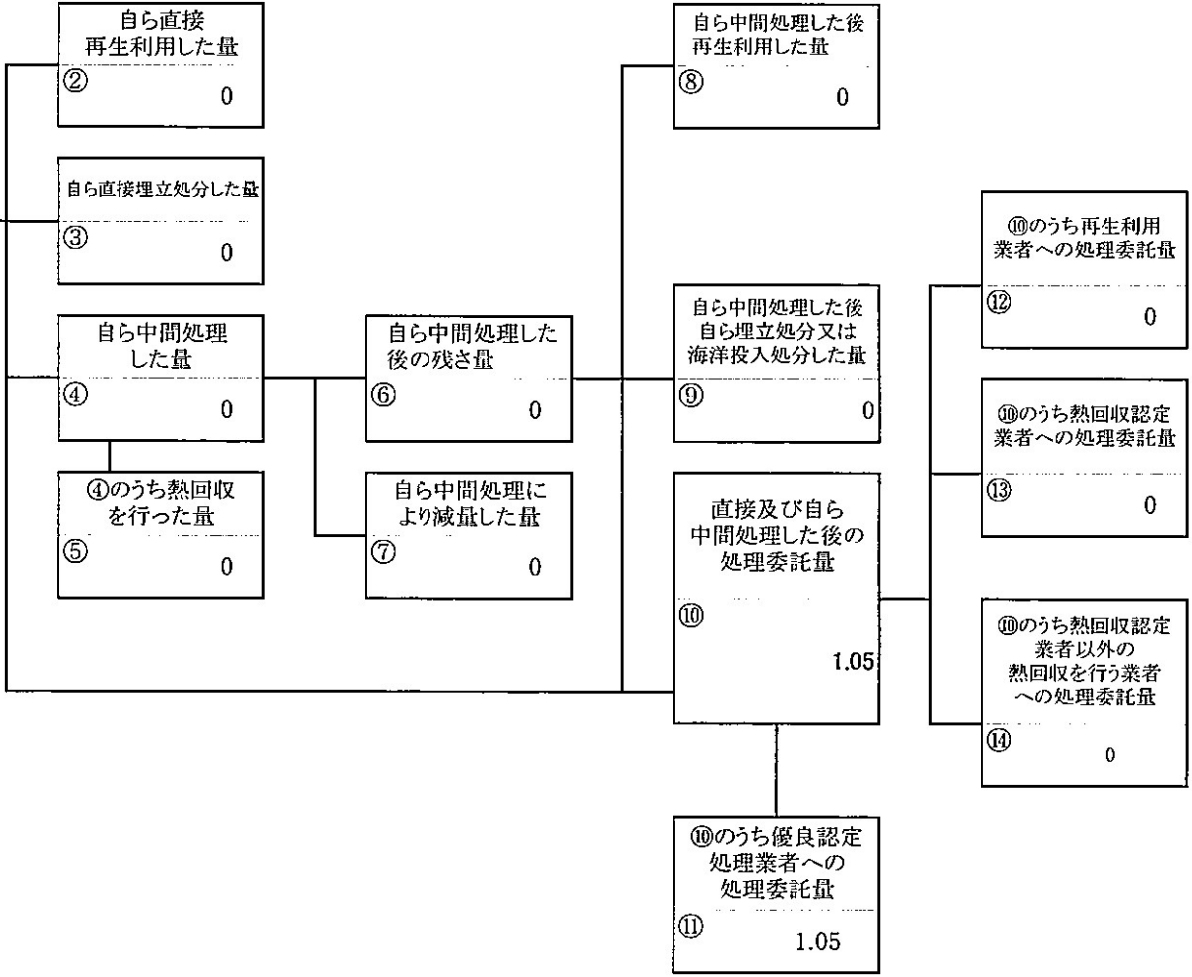 自ら直接
再生利用した量
②
0
自ら直接埋立処分した量
③
0
自ら中間処理
した量
④
0
④のうち熱回収
を行った量
⑤
0
自ら中間処理した
後の残さ量
⑥
0
自ら中間処理に
より減量した量
⑦
0
自ら中間処理した後
再生利用した量
⑧
0
自ら中間処理した後
自ら埋立処分又は
海洋投入処分した量
⑨
0
直接及び自ら
中間処理した後の
処理委託量
⑩
1.05
⑩のうち優良認定
処理業者への
処理委託量
⑪
1.05
⑩のうち再生利用
業者への処理委託量
⑫
0
⑩のうち熱回収認定
業者への処理委託量
⑬
0
⑩のうち熱回収認定
業者以外の
熱回収を行う業者
への処理委託量
⑭
0